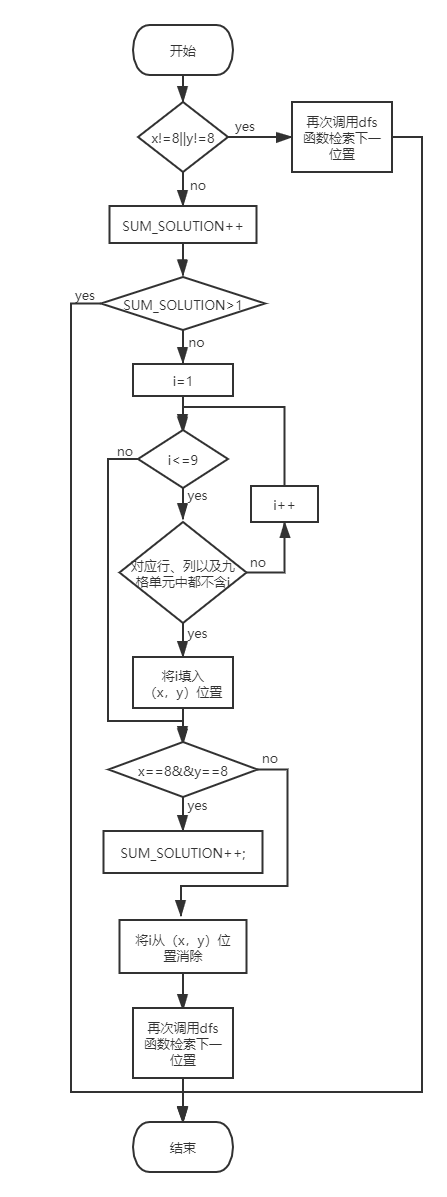 开始
x!=8||y!=8
yes
再次调用dfs
函数检索下一
位置
no
SUM_SOLUTION++
yes
SUM_SOLUTION>1
no
i=1
no
i<=9
yes
i++
对应行、列以及九
格单元中都不含i
no
yes
将i填入
（x，y）位置
no
x==8&&y==8
yes
SUM_SOLUTION++;
将i从（x，y）位
置消除
再次调用dfs
函数检索下一
位置
结束